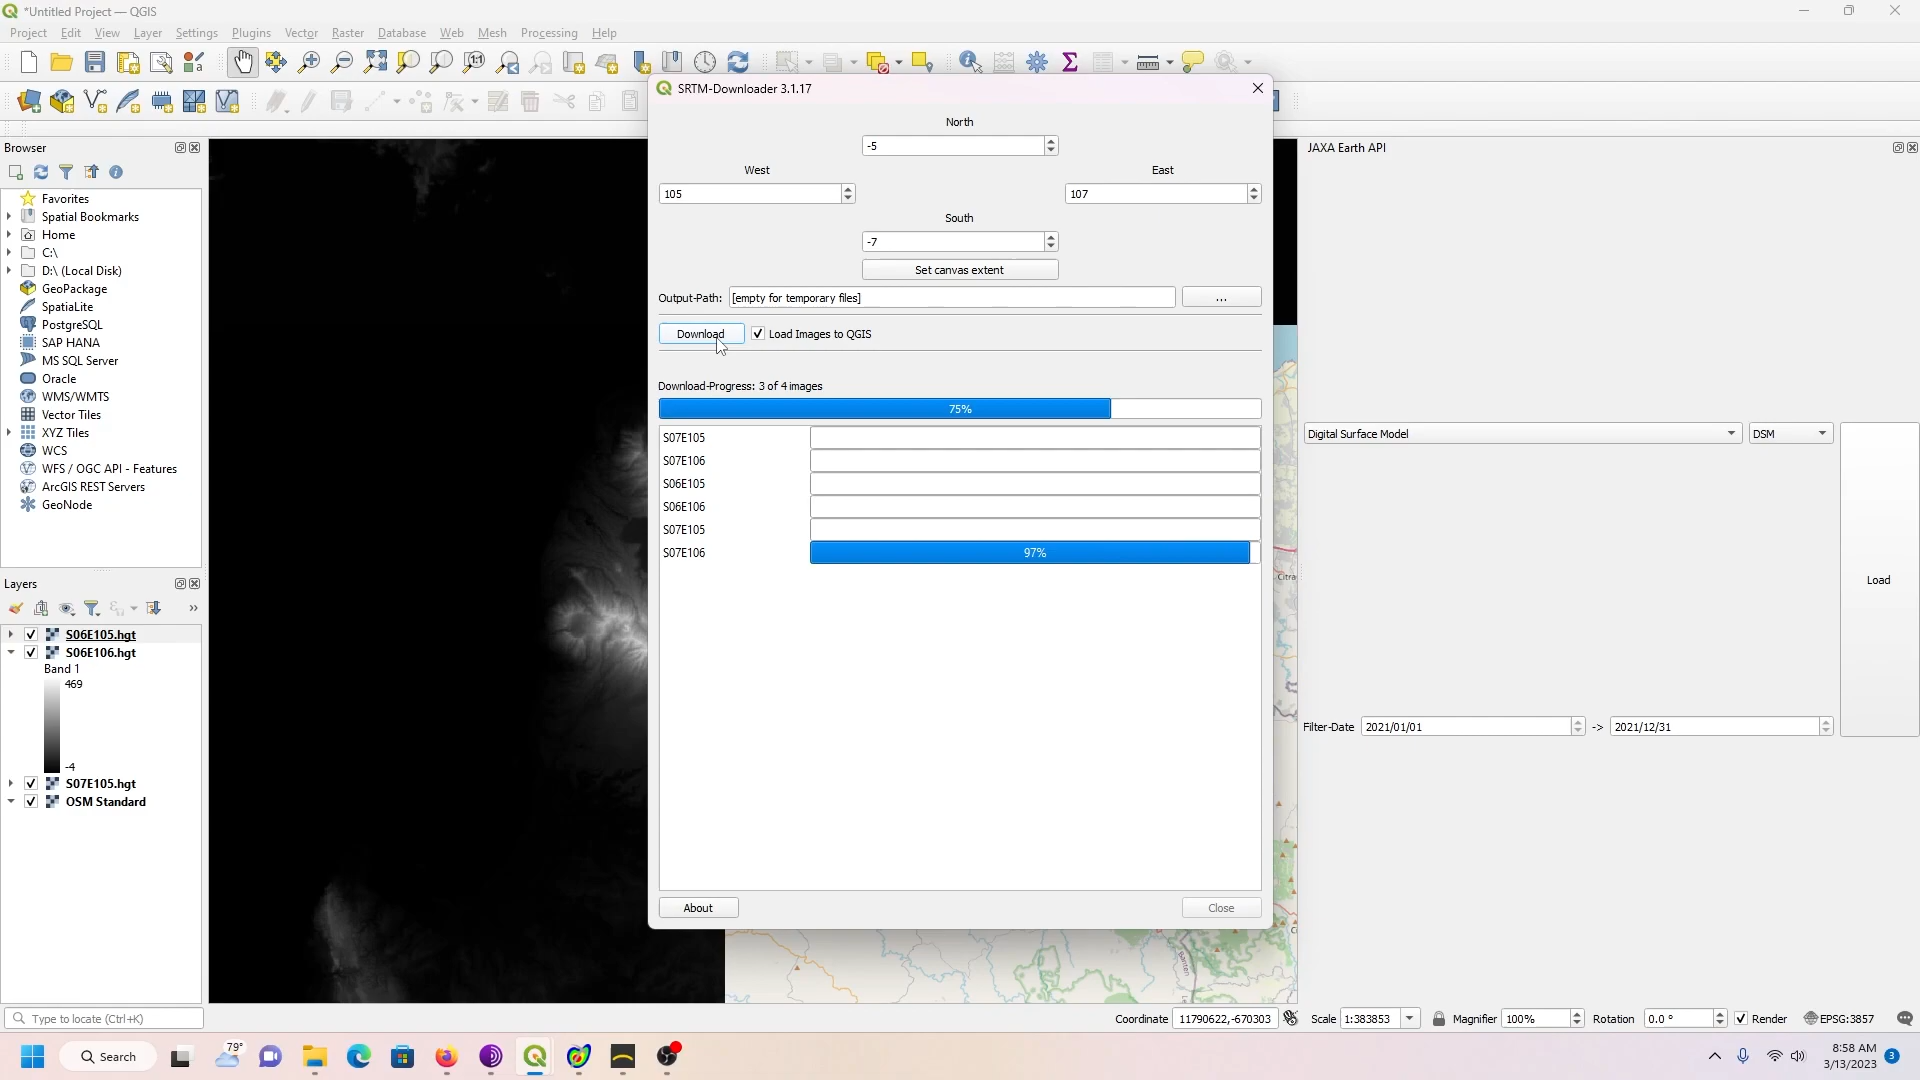 *Untitled Project — QGIS
Project Edit View Layer Settings Plugins Vector Raster Database Web Mesh Processing Help
SRTM-Downloader 3.1.17
North
-5
West
East
105
107
South
-7
Set canvas extent
Output-Path: [empty for temporary files] ...
Download Load Images to QGIS
Download-Progress: 3 of 4 images
75%
S07E105
S07E106
S06E105
S06E106
S07E105
S07E106 97%
About Close
Browser
Favorites
Spatial Bookmarks
Home
C:\
D:\ (Local Disk)
GeoPackage
SpatiaLite
PostgreSQL
SAP HANA
MS SQL Server
Oracle
WMS/WMTS
Vector Tiles
XYZ Tiles
WCS
WFS / OGC API - Features
ArcGIS REST Servers
GeoNode
Layers
S06E105.hgt
S06E106.hgt
Band 1
469
-4
S07E105.hgt
OSM Standard
JAXA Earth API
Digital Surface Model DSM
Load
Filter-Date 2021/01/01 -> 2021/12/31
Citra
Banten
Type to locate (Ctrl+K)
Coordinate 11790622,-670303 Scale 1:383853 Magnifier 100% Rotation 0.0 ° Render EPSG:3857
79°
Search
8:58 AM
3/13/2023
3